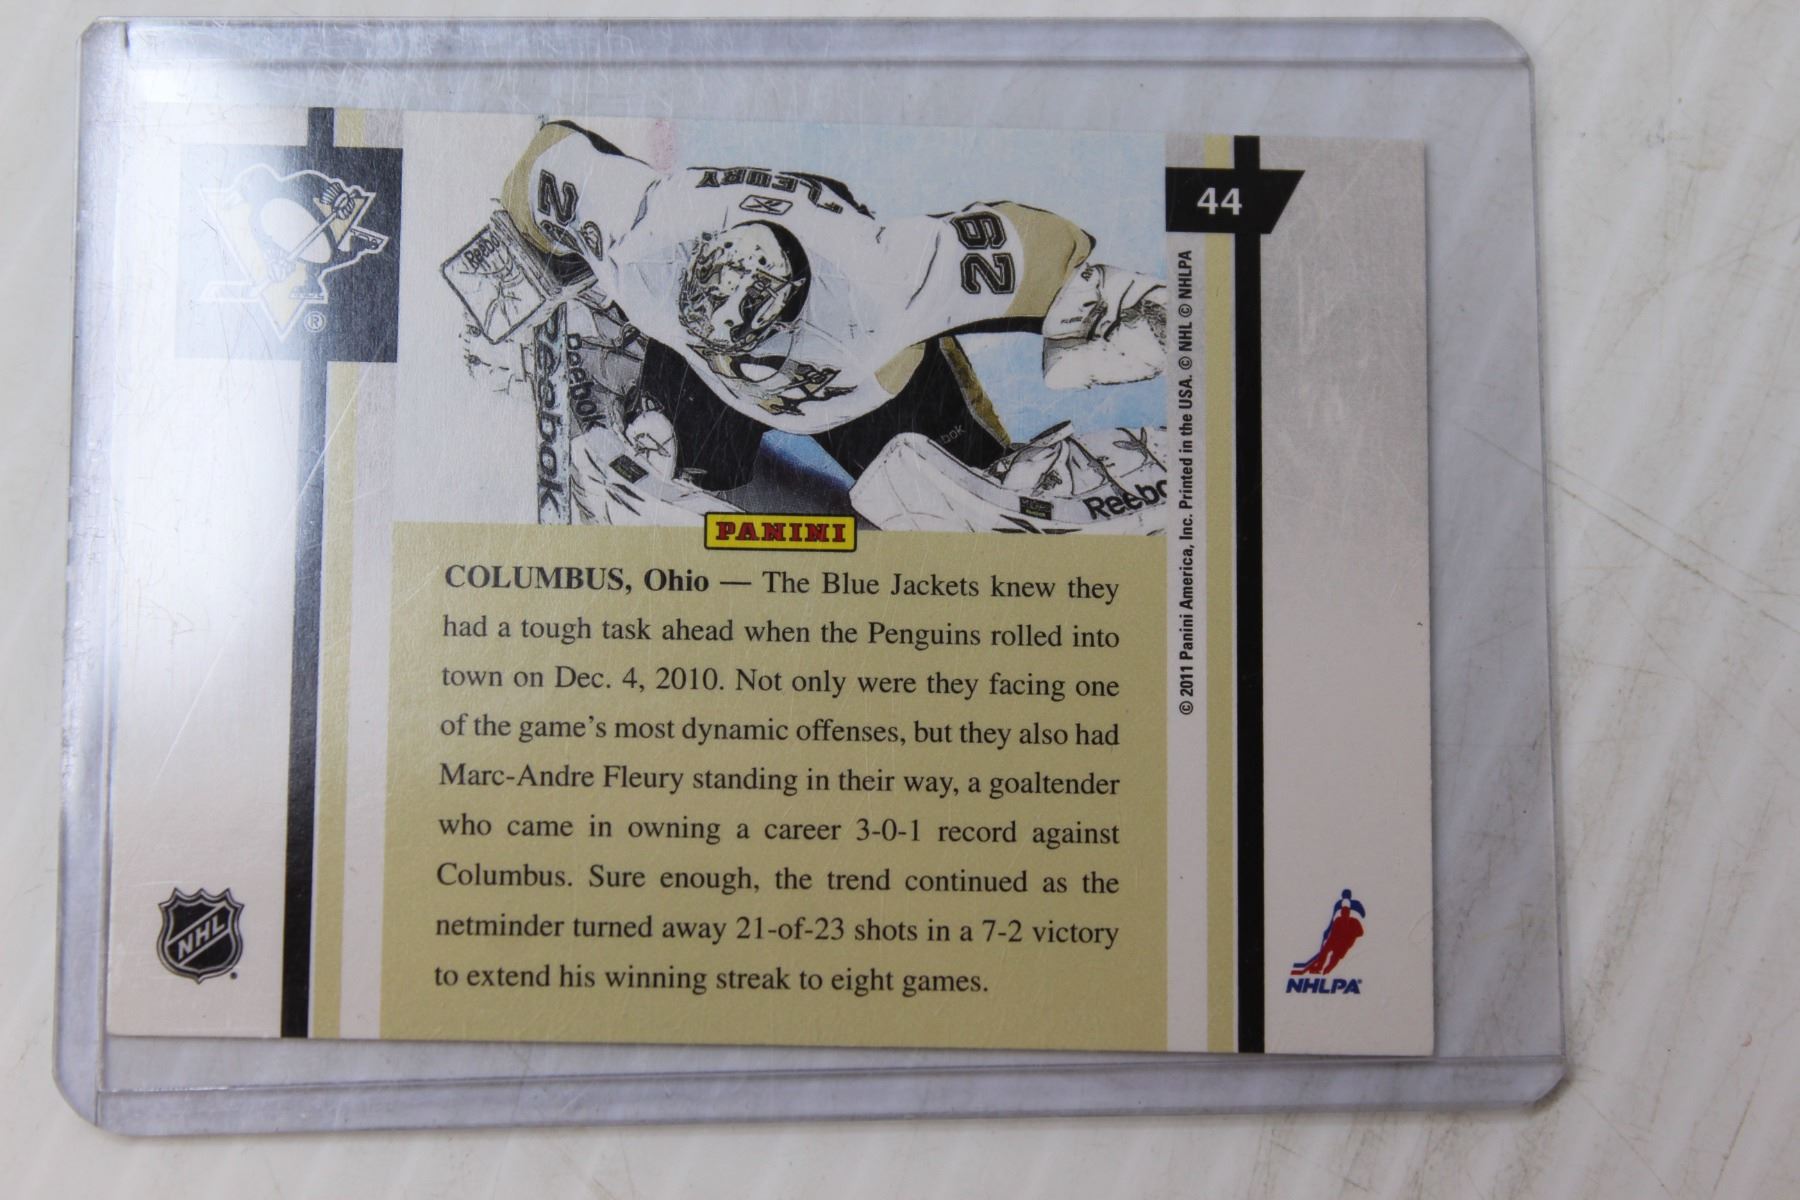 44
FLEURY
29
29
Reebok
Reebok
Reebok
bok
Reebo
®
PANINI
COLUMBUS, Ohio — The Blue Jackets knew they
had a tough task ahead when the Penguins rolled into
town on Dec. 4, 2010. Not only were they facing one
of the game's most dynamic offenses, but they also had
Marc-Andre Fleury standing in their way, a goaltender
who came in owning a career 3-0-1 record against
Columbus. Sure enough, the trend continued as the
netminder turned away 21-of-23 shots in a 7-2 victory
to extend his winning streak to eight games.
© 2011 Panini America, Inc. Printed in the USA. © NHL © NHLPA
NHL
NHLPA